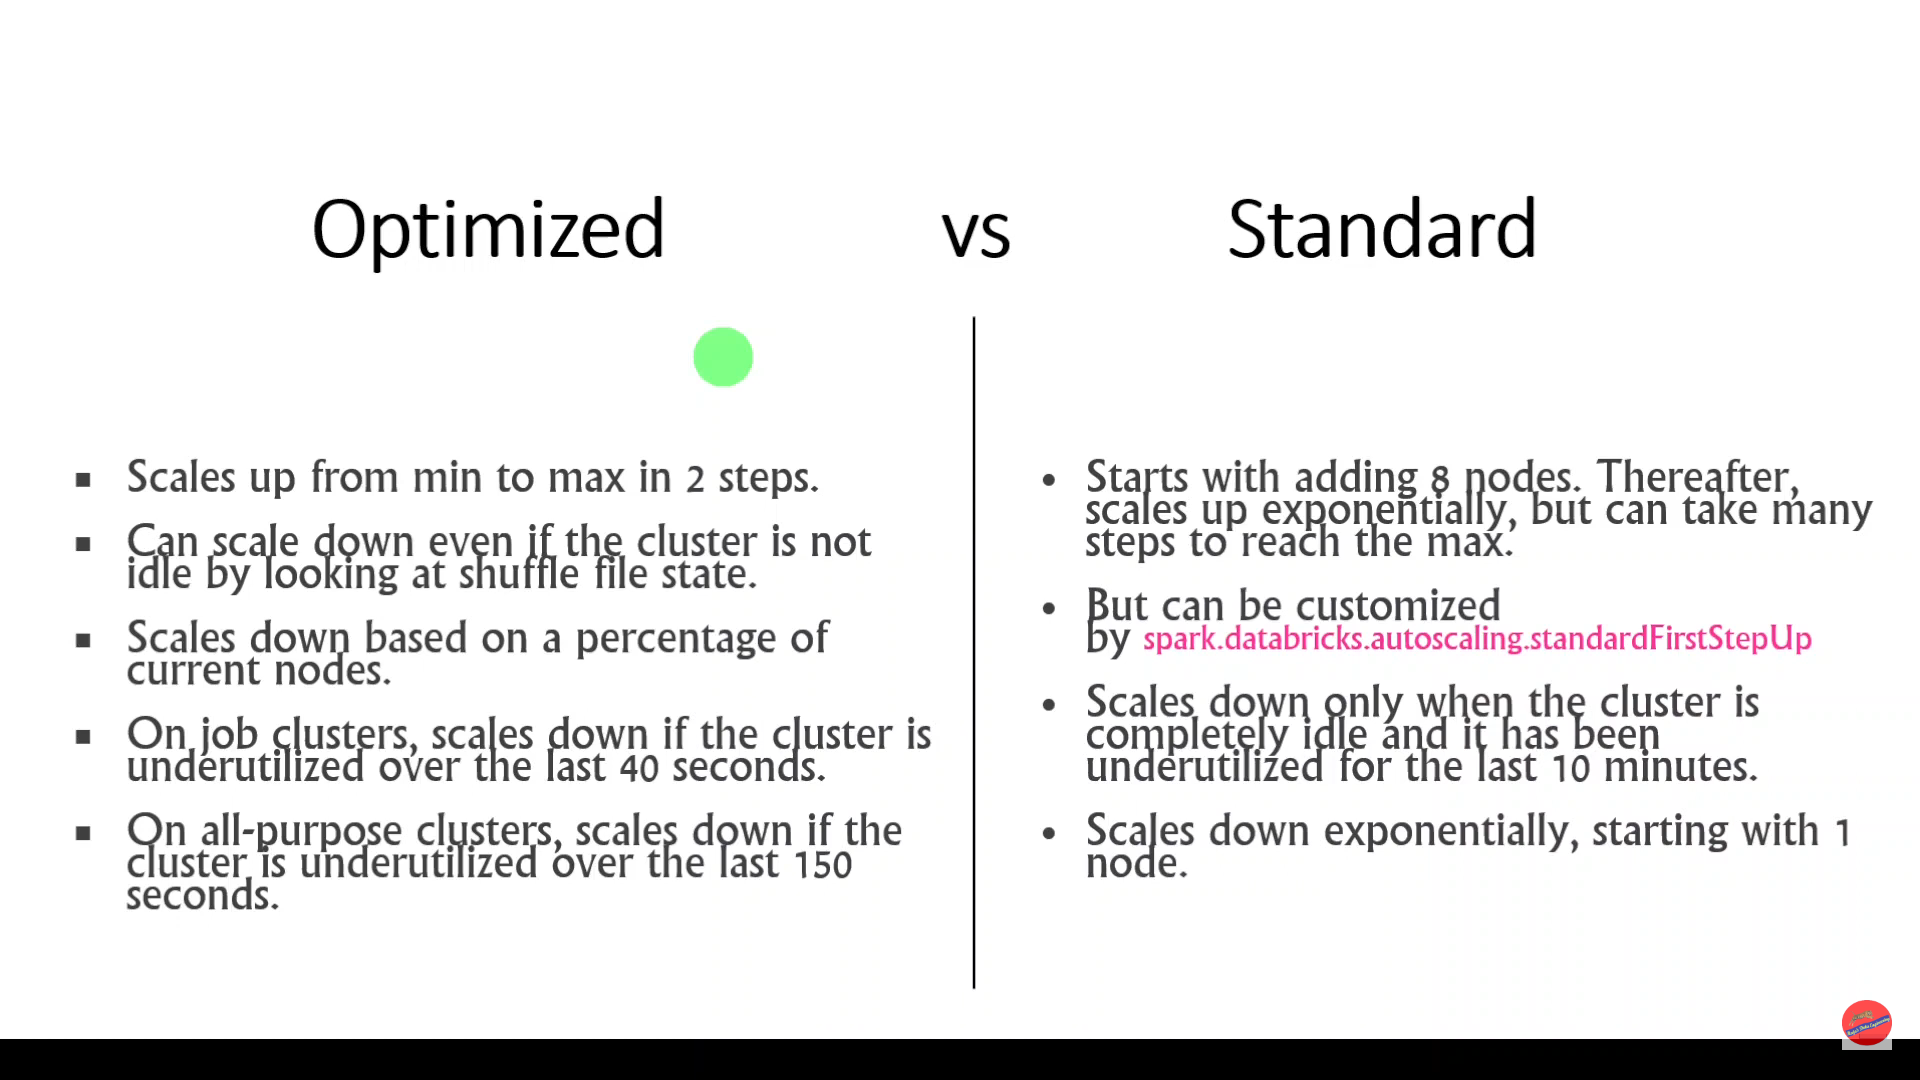 Optimized vs Standard
Scales up from min to max in 2 steps.
Can scale down even if the cluster is not
idle by looking at shuffle file state.
Scales down based on a percentage of
current nodes.
On job clusters, scales down if the cluster is
underutilized over the last 40 seconds.
On all-purpose clusters, scales down if the
cluster is underutilized over the last 150
seconds.
Starts with adding 8 nodes. Thereafter,
scales up exponentially, but can take many
steps to reach the max.
But can be customized
by spark.databricks.autoscaling.standardFirstStepUp
Scales down only when the cluster is
completely idle and it has been
underutilized for the last 10 minutes.
Scales down exponentially, starting with 1
node.